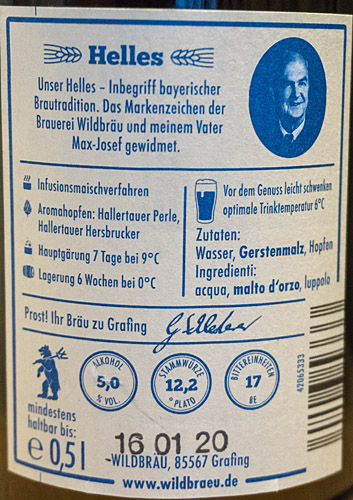 Helles
Unser Helles – Inbegriff bayerischer
Brautradition. Das Markenzeichen der
Brauerei Wildbräu und meinem Vater
Max-Josef gewidmet.
Infusionsmaischverfahren
Aromahopfen: Hallertauer Perle,
Hallertauer Hersbrucker
Hauptgärung 7 Tage bei 9°C
Lagerung 6 Wochen bei 0°C
Vor dem Genuss leicht schwenken
optimale Trinktemperatur 6°C
Zutaten:
Wasser, Gerstenmalz, Hopfen
Ingredienti:
acqua, malto d'orzo, luppolo
Prost! Ihr Bräu zu Grafing
ALKOHOL
5,0
% VOL.
STAMMWÜRZE
12,2
° PLATO
BITTEREINHEITEN
17
BE
42065333
mindestens
haltbar bis:
16 01 20
e 0,5l
-WILDBRÄU, 85567 Grafing
www.wildbraeu.de